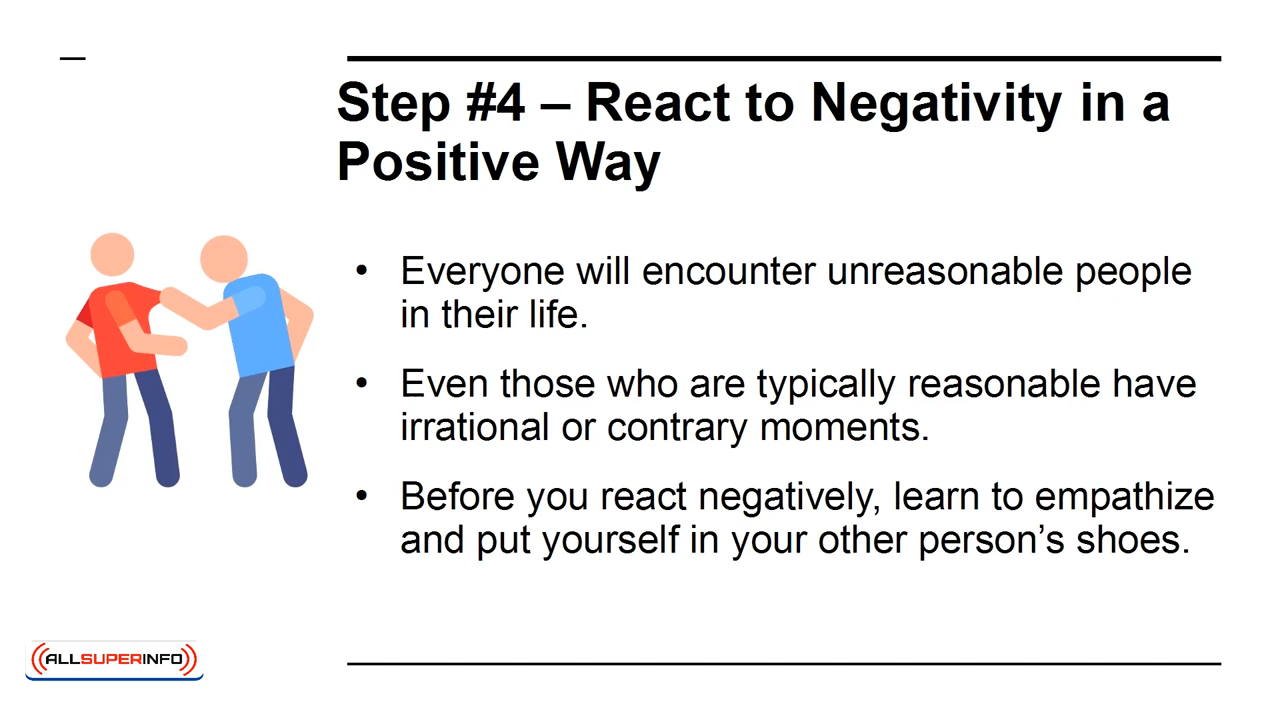 Step #4 – React to Negativity in a
Positive Way
• Everyone will encounter unreasonable people
in their life.
• Even those who are typically reasonable have
irrational or contrary moments.
• Before you react negatively, learn to empathize
and put yourself in your other person’s shoes.
ALLSUPERINFO